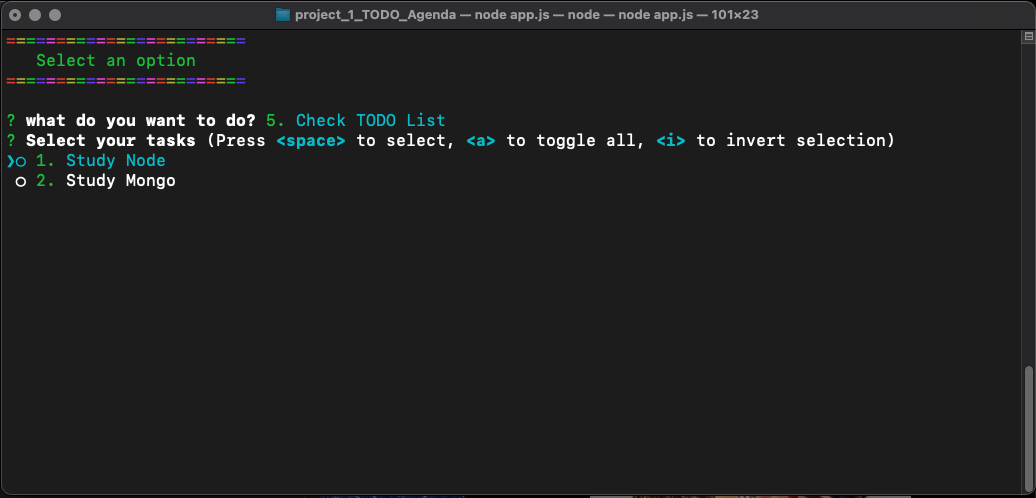 project_1_TODO_Agenda — node app.js — node — node app.js — 101×23
========================
Select an option
========================
? what do you want to do? 5. Check TODO List
? Select your tasks (Press <space> to select, <a> to toggle all, <i> to invert selection)
❯○ 1. Study Node
○ 2. Study Mongo